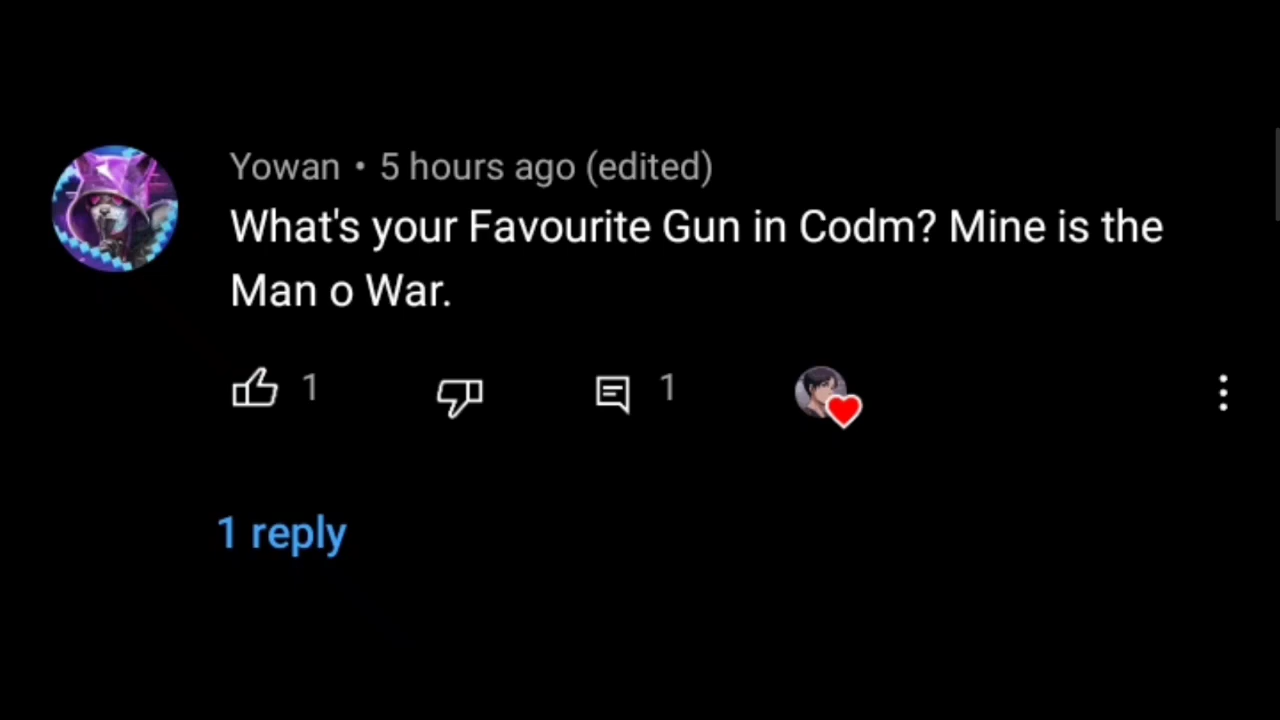 Yowan • 5 hours ago (edited)
What's your Favourite Gun in Codm? Mine is the
Man o War.
1
1
1 reply